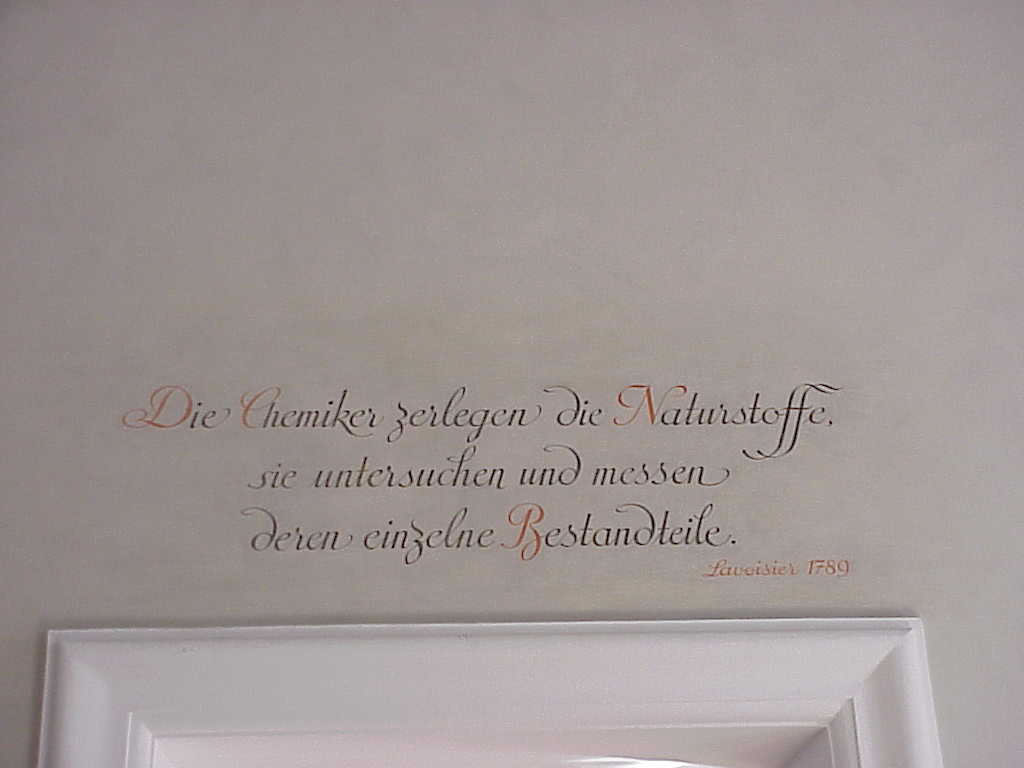 Die Chemiker zerlegen die Naturstoffe,
sie untersuchen und messen
deren einzelne Bestandteile.
Lavoisier 1789